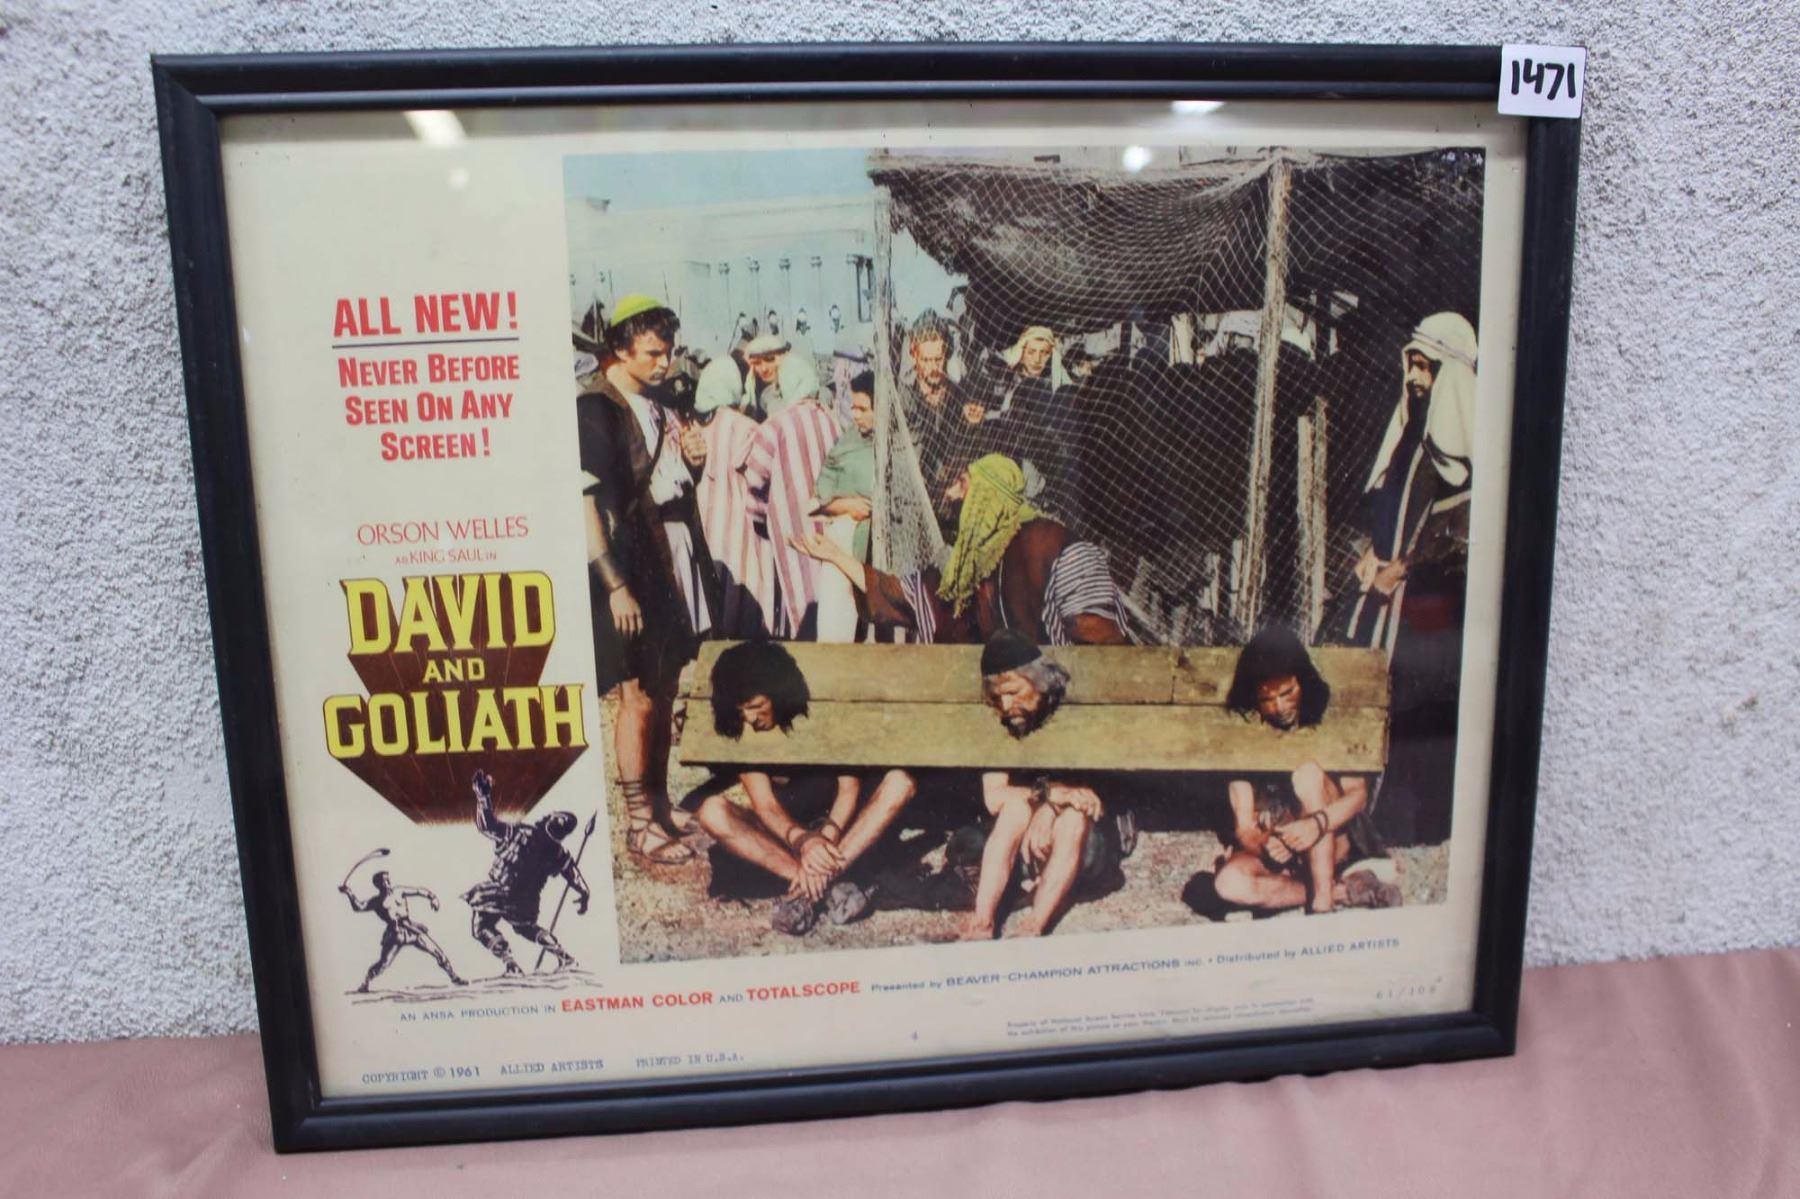 1471
ALL NEW!
NEVER BEFORE
SEEN ON ANY
SCREEN!
ORSON WELLES
AS KING SAUL IN
DAVID
AND
GOLIATH
AN ANSA PRODUCTION IN EASTMAN COLOR AND TOTALSCOPE Presented by BEAVER-CHAMPION ATTRACTIONS INC. • Distributed by ALLIED ARTISTS
4
61/108
COPYRIGHT © 1961 ALLIED ARTISTS PRINTED IN U.S.A.